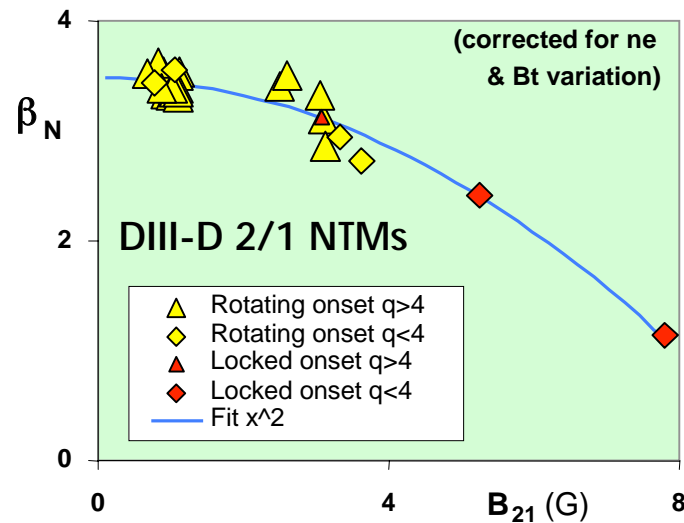 4
(corrected for ne
& Bt variation)
βN
2
DIII-D 2/1 NTMs
Rotating onset q>4
Rotating onset q<4
Locked onset q>4
Locked onset q<4
Fit x^2
0
0
4
B21 (G)
8